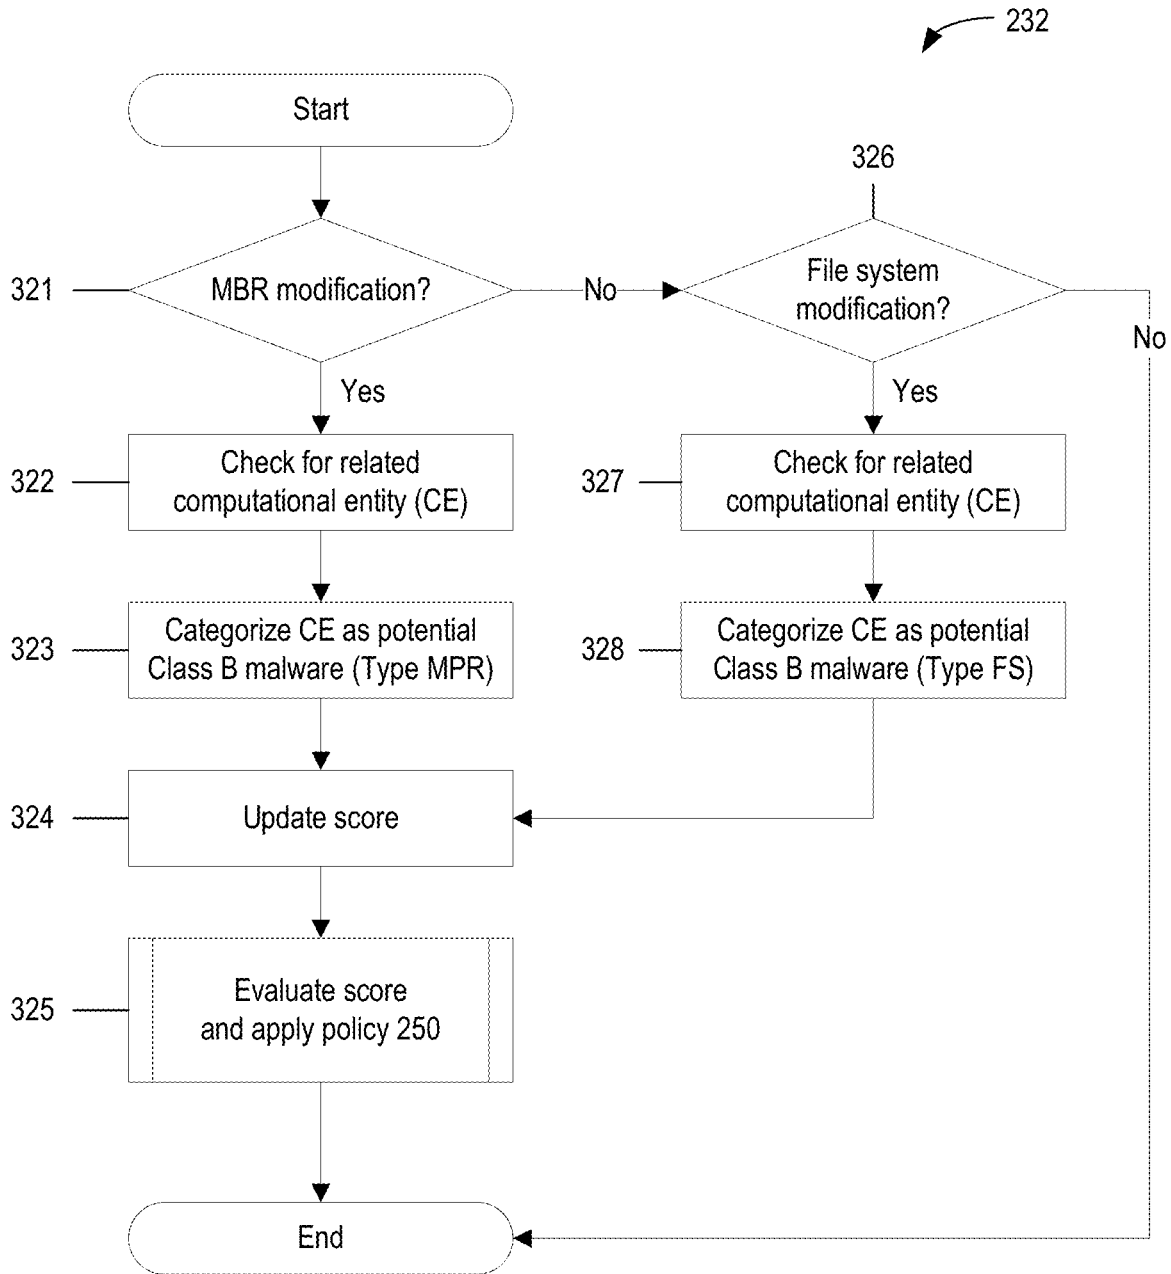 232
Start
326
321
MBR modification?
No
File system
modification?
No
Yes
Yes
322
Check for related
computational entity (CE)
327
Check for related
computational entity (CE)
323
Categorize CE as potential
Class B malware (Type MPR)
328
Categorize CE as potential
Class B malware (Type FS)
324
Update score
325
Evaluate score
and apply policy 250
End